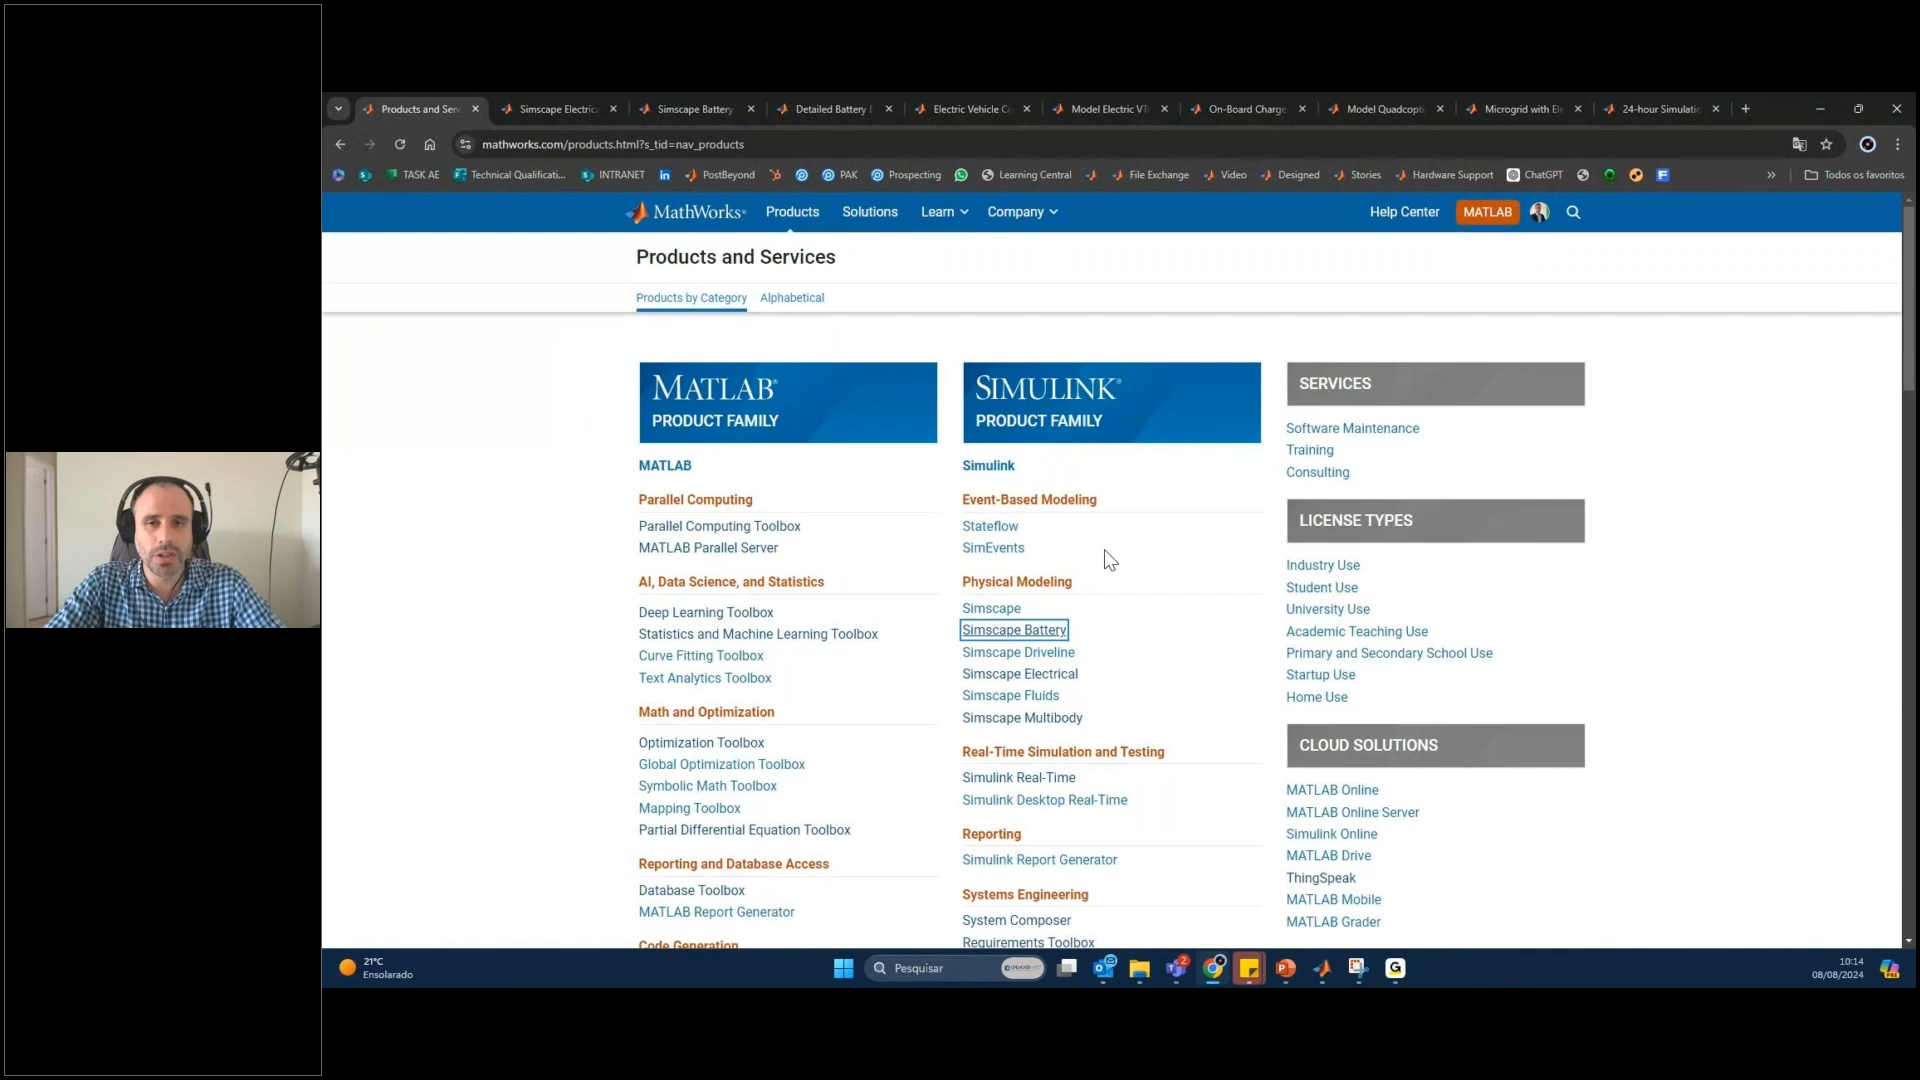 Products and Ser
Simscape Electric
Simscape Battery
Detailed Battery
Electric Vehicle Co
Model Electric VT
On-Board Charge
Model Quadcopt
Microgrid with El
24-hour Simulatio
mathworks.com/products.html?s_tid=nav_products
TASK AE
Technical Qualificati...
INTRANET
PostBeyond
PAK
Prospecting
Learning Central
File Exchange
Video
Designed
Stories
Hardware Support
ChatGPT
Todos os favoritos
MathWorks®
Products
Solutions
Learn
Company
Help Center
MATLAB
Products and Services
Products by Category
Alphabetical
MATLAB®
PRODUCT FAMILY
MATLAB
Parallel Computing
Parallel Computing Toolbox
MATLAB Parallel Server
AI, Data Science, and Statistics
Deep Learning Toolbox
Statistics and Machine Learning Toolbox
Curve Fitting Toolbox
Text Analytics Toolbox
Math and Optimization
Optimization Toolbox
Global Optimization Toolbox
Symbolic Math Toolbox
Mapping Toolbox
Partial Differential Equation Toolbox
Reporting and Database Access
Database Toolbox
MATLAB Report Generator
Code Generation
SIMULINK®
PRODUCT FAMILY
Simulink
Event-Based Modeling
Stateflow
SimEvents
Physical Modeling
Simscape
Simscape Battery
Simscape Driveline
Simscape Electrical
Simscape Fluids
Simscape Multibody
Real-Time Simulation and Testing
Simulink Real-Time
Simulink Desktop Real-Time
Reporting
Simulink Report Generator
Systems Engineering
System Composer
Requirements Toolbox
SERVICES
Software Maintenance
Training
Consulting
LICENSE TYPES
Industry Use
Student Use
University Use
Academic Teaching Use
Primary and Secondary School Use
Startup Use
Home Use
CLOUD SOLUTIONS
MATLAB Online
MATLAB Online Server
Simulink Online
MATLAB Drive
ThingSpeak
MATLAB Mobile
MATLAB Grader
21°C
Ensolarado
Pesquisar
2
10:14
08/08/2024